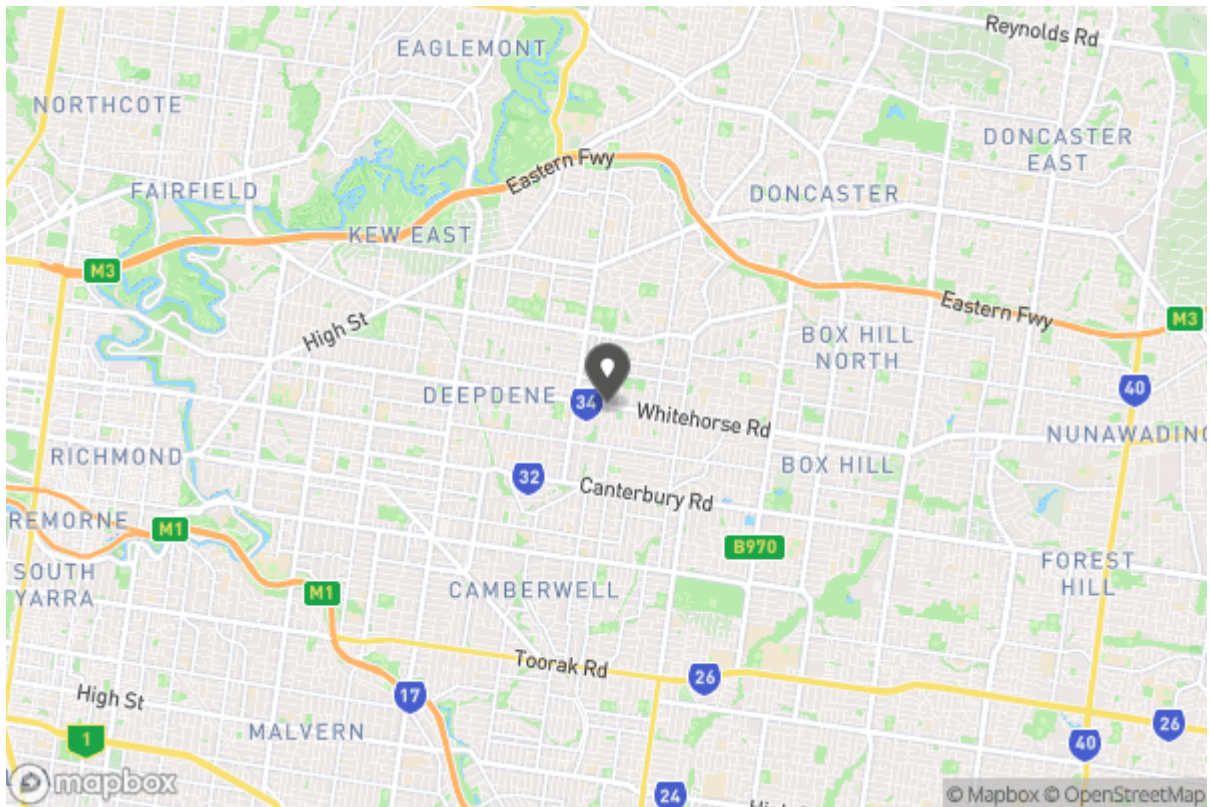 Reynolds Rd
EAGLEMONT
NORTHCOTE
DONCASTER
EAST
Eastern Fwy
FAIRFIELD
DONCASTER
KEW EAST
M3
Eastern Fwy
M3
High St
BOX HILL
NORTH
40
DEEPDENE
34
Whitehorse Rd
NUNAWADING
RICHMOND
BOX HILL
32
Canterbury Rd
REMORNE
M1
B970
SOUTH
YARRA
M1
CAMBERWELL
FOREST
HILL
Toorak Rd
26
High St
17
26
MALVERN
1
40
mapbox
24
© Mapbox © OpenStreetMap